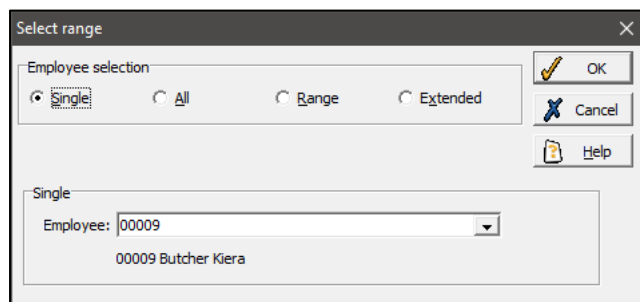 Select range
Employee selection
Single All Range Extended
OK
Cancel
Help
Single
Employee: 00009
00009 Butcher Kiera